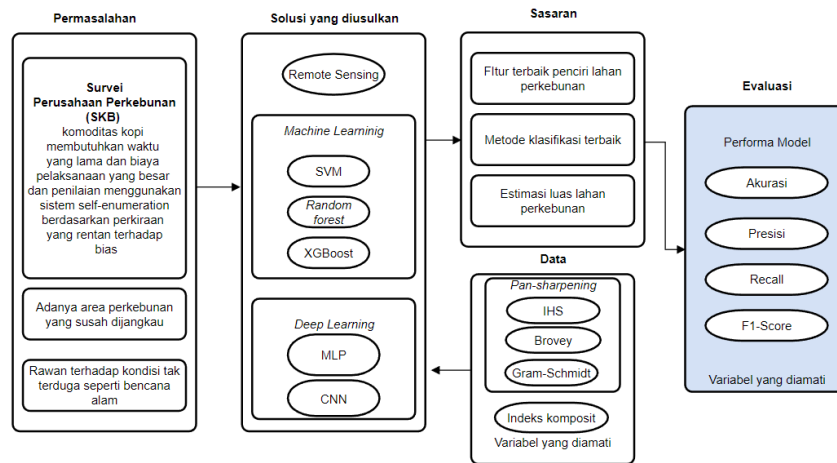 Permasalahan
Survei
Perusahaan Perkebunan
(SKB)
komoditas kopi
membutuhkan waktu
yang lama dan biaya
pelaksanaan yang besar
dan penilaian menggunakan
sistem self-enumeration
berdasarkan perkiraan
yang rentan terhadap
bias
Adanya area perkebunan
yang susah dijangkau
Rawan terhadap kondisi tak
terduga seperti bencana
alam
Solusi yang diusulkan
Remote Sensing
Machine Learninig
SVM
Random
forest
XGBoost
Deep Learning
MLP
CNN
Sasaran
FItur terbaik penciri lahan
perkebunan
Metode klasifikasi terbaik
Estimasi luas lahan
perkebunan
Data
Pan-sharpening
IHS
Brovey
Gram-Schmidt
Indeks komposit
Variabel yang diamati
Evaluasi
Performa Model
Akurasi
Presisi
Recall
F1-Score
Variabel yang diamati